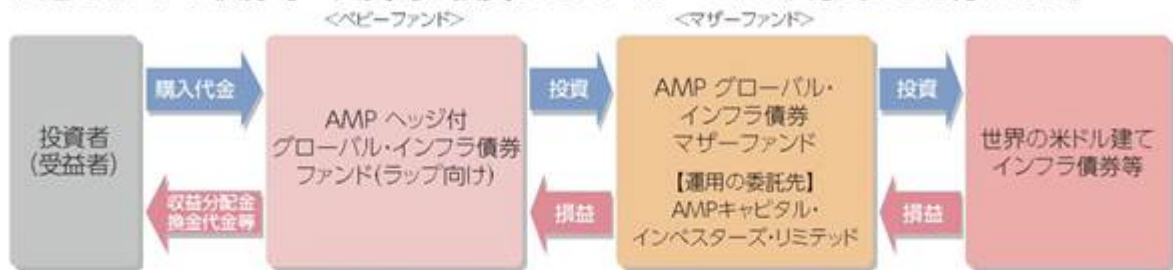 <ベビーファンド>
<マザーファンド>
投資者
(受益者)
購入代金
収益分配金
換金代金等
AMP ヘッジ付
グローバル・インフラ債券
ファンド(ラップ向け)
投資
損益
AMP グローバル・
インフラ債券
マザーファンド
【運用の委託先】
AMPキャピタル・
インベスターズ・リミテッド
投資
損益
世界の米ドル建て
インフラ債券等